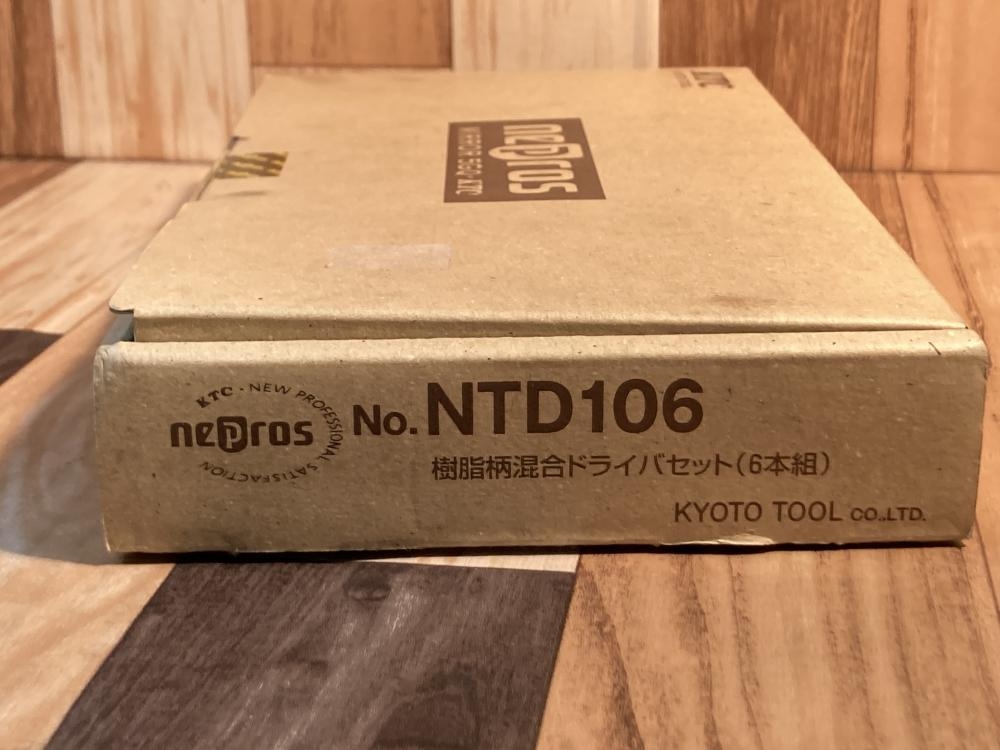 nepros
KTC
KTC · NEW PROFESSIONAL SATISFACTION
nepros
No. NTD106
樹脂柄混合ドライバセット(6本組)
KYOTO TOOL CO.,LTD.